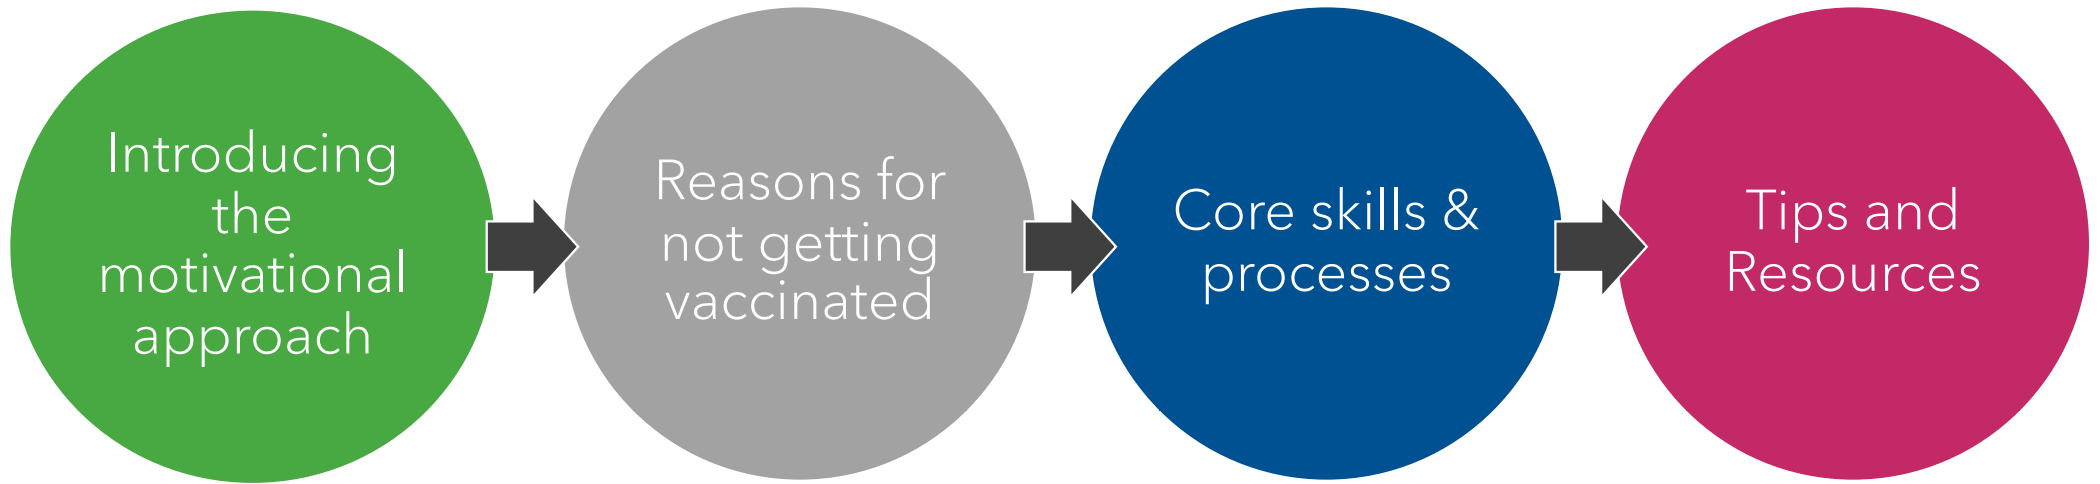 Introducing
the
motivational
approach
Reasons for
not getting
vaccinated
Core skills &
processes
Tips and
Resources